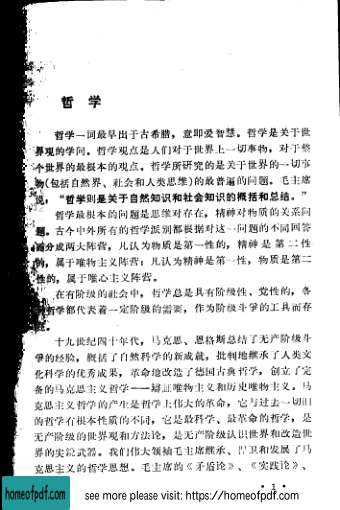 哲学
哲学一词最早出于古希腊，意即爱智慧。哲学是关于世
界观的学问。哲学观点是人们对于世界上一切事物，对于整
个世界的最根本的观点。哲学所研究的是关于世界的一切事
物(包括自然界、社会和人类思维)的最普遍的问题。毛主席
说，“哲学则是关于自然知识和社会知识的概括和总结。”
哲学最根本的问题是思维对存在，精神对物质的关系问
题。古今中外所有的哲学派别都根据对这一问题的不同回答
而分成两大阵营，凡认为物质是第一性的，精神是第二性
的，属于唯物主义阵营；凡认为精神是第一性，物质是第二
性的，属于唯心主义阵营。
在有阶级的社会中，哲学总是具有阶级性、党性的，各
种哲学都代表着一定阶级的需要，作为阶级斗争的工具而存
在。
十九世纪四十年代，马克思、恩格斯总结了无产阶级斗
争的经验，概括了自然科学的新成就，批判地继承了人类文
化科学的优秀成果，革命地改造了德国古典哲学，创立了完
备的马克思主义哲学——辩证唯物主义和历史唯物主义。马
克思主义哲学的产生是哲学上伟大的革命，它与过去一切旧
的哲学有根本性质的不同，它是最科学、最革命的哲学，是
无产阶级的世界观和方法论，是无产阶级认识世界和改造世
界的尖锐武器。我们伟大领袖毛主席继承、捍卫和发展了马
克思主义的哲学思想。毛主席的《矛盾论》、《实践论》、
• 1 •
homeofpdf.com
see more please visit: https://homeofpdf.com